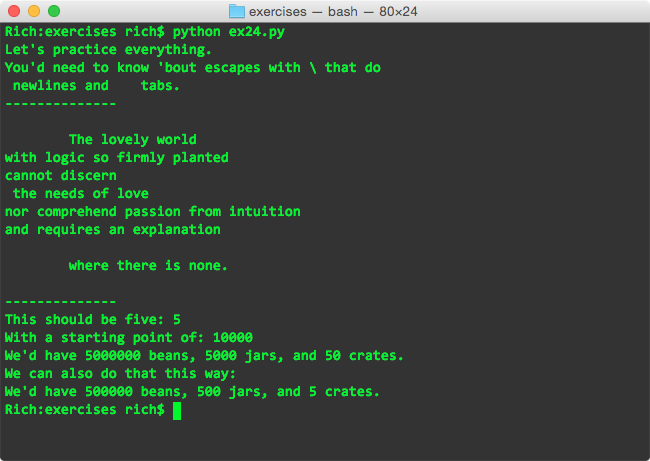 exercises — bash — 80×24
Rich:exercises rich$ python ex24.py
Let's practice everything.
You'd need to know 'bout escapes with \ that do
 newlines and    tabs.
--------------

        The lovely world
with logic so firmly planted
cannot discern
 the needs of love
nor comprehend passion from intuition
and requires an explanation

        where there is none.

--------------
This should be five: 5
With a starting point of: 10000
We'd have 5000000 beans, 5000 jars, and 50 crates.
We can also do that this way:
We'd have 500000 beans, 500 jars, and 5 crates.
Rich:exercises rich$